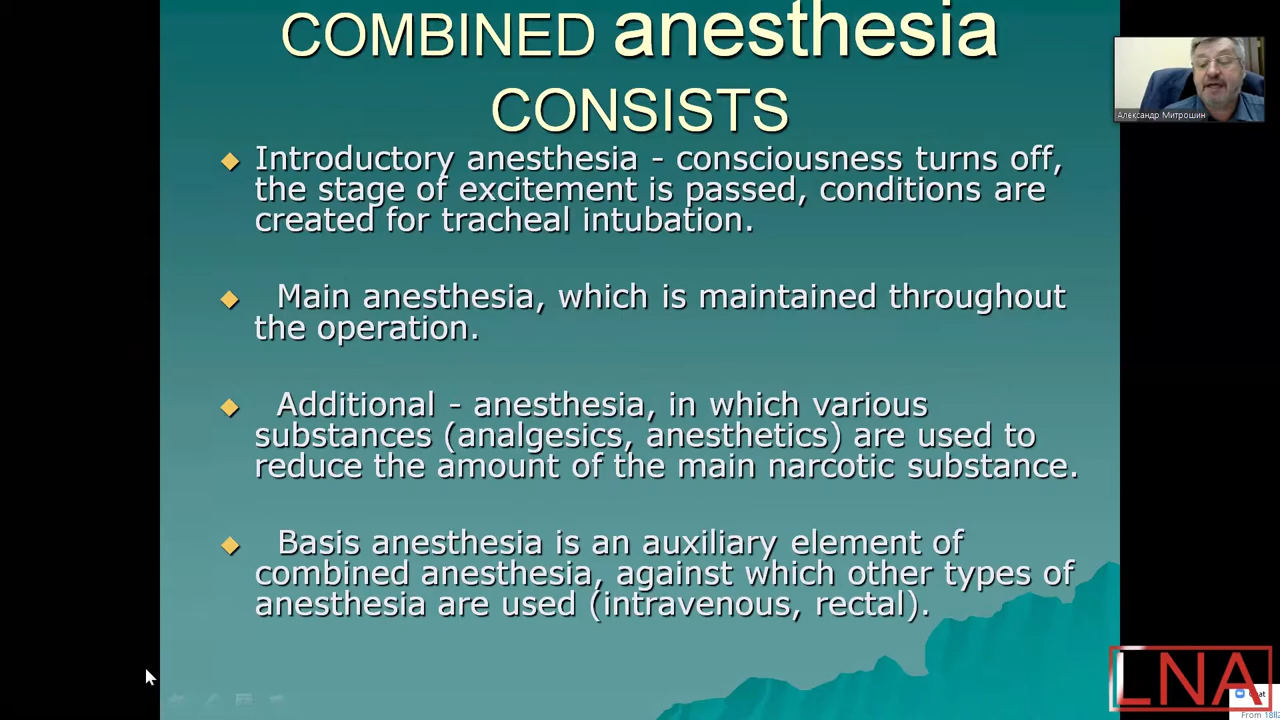 COMBINED anesthesia
CONSISTS
Александр Митрошин
Introductory anesthesia - consciousness turns off,
the stage of excitement is passed, conditions are
created for tracheal intubation.
Main anesthesia, which is maintained throughout
the operation.
Additional - anesthesia, in which various
substances (analgesics, anesthetics) are used to
reduce the amount of the main narcotic substance.
Basis anesthesia is an auxiliary element of
combined anesthesia, against which other types of
anesthesia are used (intravenous, rectal).
LNA
From